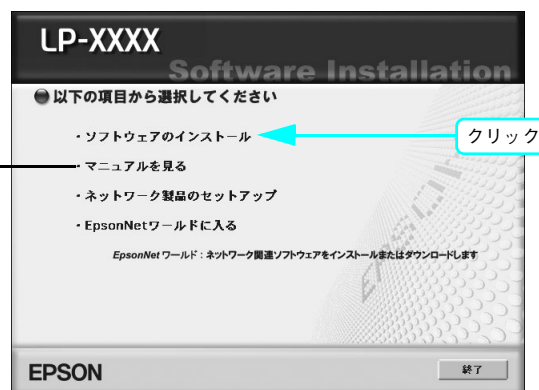 LP-XXXX
Software Installation
以下の項目から選択してください
・ソフトウェアのインストール
クリック
・マニュアルを見る
・ネットワーク製品のセットアップ
・EpsonNetワールドに入る
EpsonNet ワールド：ネットワーク関連ソフトウェアをインストールまたはダウンロードします
EPSON
EPSON
終了